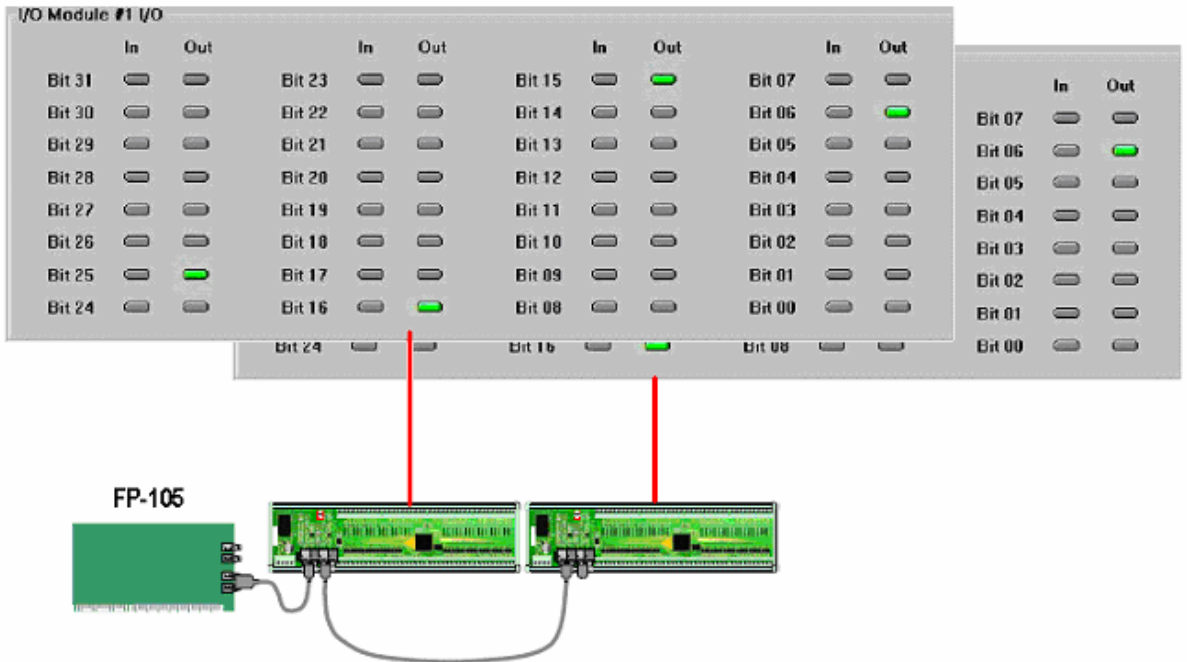 I/O Module #1 I/O
In Out In Out In Out In Out
Bit 31 Bit 23 Bit 15 Bit 07
Bit 30 Bit 22 Bit 14 Bit 06
Bit 29 Bit 21 Bit 13 Bit 05
Bit 28 Bit 20 Bit 12 Bit 04
Bit 27 Bit 19 Bit 11 Bit 03
Bit 26 Bit 18 Bit 10 Bit 02
Bit 25 Bit 17 Bit 09 Bit 01
Bit 24 Bit 16 Bit 08 Bit 00
In Out
Bit 07
Bit 06
Bit 05
Bit 04
Bit 03
Bit 02
Bit 01
Bit 24 Bit 16 Bit 08 Bit 00
FP-105